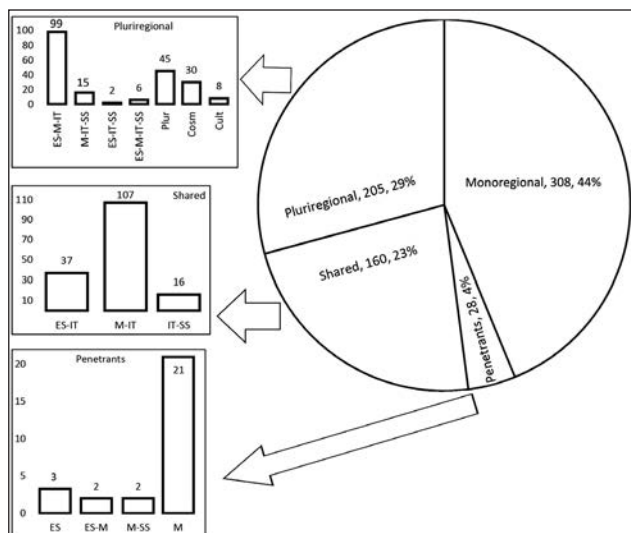 Pluriregional
100
80
60
40
20
0
99
15
2
6
45
30
8
ES-M-IT
M-IT-SS
ES-IT-SS
ES-M-IT-SS
Plur
Cosm
Cult
Shared
110
90
70
50
30
10
37
107
16
ES-IT
M-IT
IT-SS
Penetrants
20
15
10
5
0
3
2
2
21
ES
ES-M
M-SS
M
Pluriregional, 205, 29%
Monoregional, 308, 44%
Shared, 160, 23%
Penetrants, 28, 4%